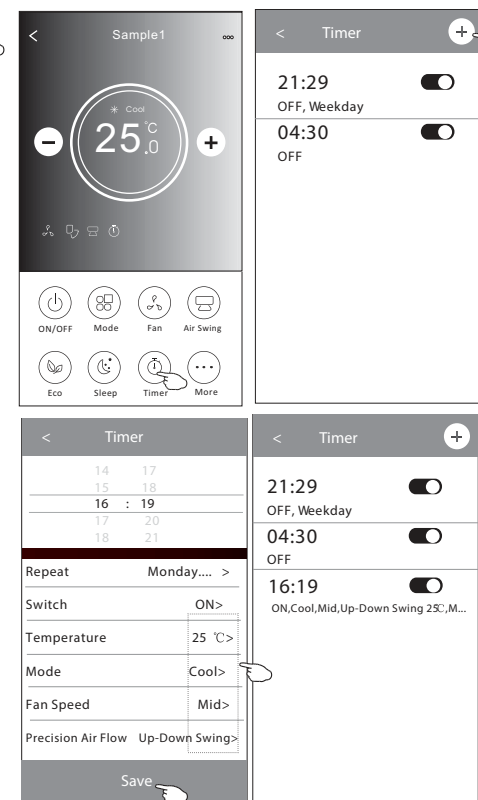 Sample1
Cool
25.0 °C
ON/OFF Mode Fan Air Swing
Eco Sleep Timer More
< Timer +
21:29
OFF, Weekday
04:30
OFF
< Timer
14 17
15 18
16 : 19
17 20
18 21
Repeat Monday.... >
Switch ON>
Temperature 25 ℃>
Mode Cool>
Fan Speed Mid>
Precision Air Flow Up-Down Swing>
Save
< Timer +
21:29
OFF, Weekday
04:30
OFF
16:19
ON,Cool,Mid,Up-Down Swing 25℃,M...